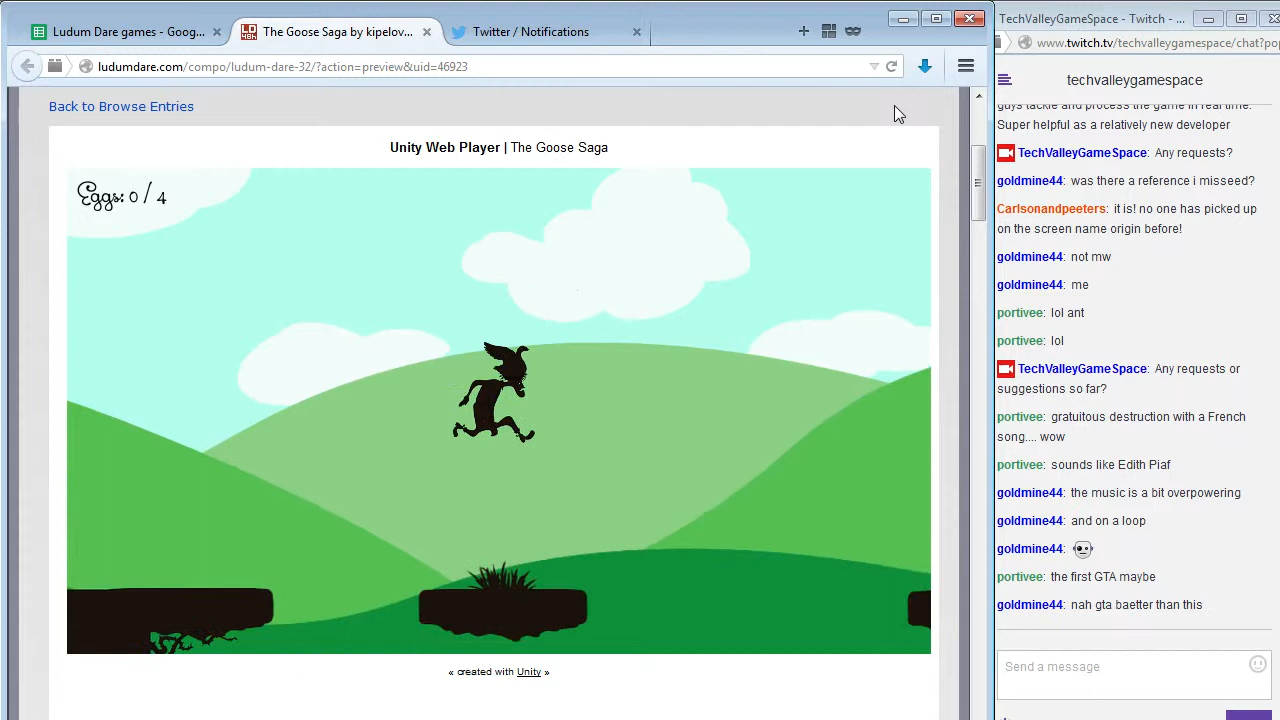 Ludum Dare games - Goog...
The Goose Saga by kipelov...
Twitter / Notifications
ludumdare.com/compo/ludum-dare-32/?action=preview&uid=46923
Back to Browse Entries
Unity Web Player | The Goose Saga
Eggs: 0 / 4
« created with Unity »
TechValleyGameSpace - Twitch - ...
www.twitch.tv/techvalleygamespace/chat?pop
techvalleygamespace
guys tackle and process the game in real time.
Super helpful as a relatively new developer
TechValleyGameSpace: Any requests?
goldmine44: was there a reference i misseed?
Carlsonandpeeters: it is! no one has picked up
on the screen name origin before!
goldmine44: not mw
goldmine44: me
portivee: lol ant
portivee: lol
TechValleyGameSpace: Any requests or
suggestions so far?
portivee: gratuitous destruction with a French
song.... wow
portivee: sounds like Edith Piaf
goldmine44: the music is a bit overpowering
goldmine44: and on a loop
goldmine44:
portivee: the first GTA maybe
goldmine44: nah gta baetter than this
Send a message